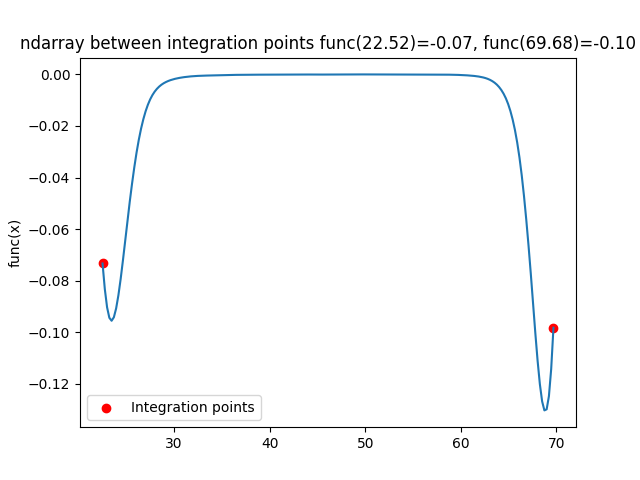 ndarray between integration points func(22.52)=-0.07, func(69.68)=-0.10
0.00
−0.02
−0.04
−0.06
−0.08
−0.10
−0.12
func(x)
Integration points
30 40 50 60 70